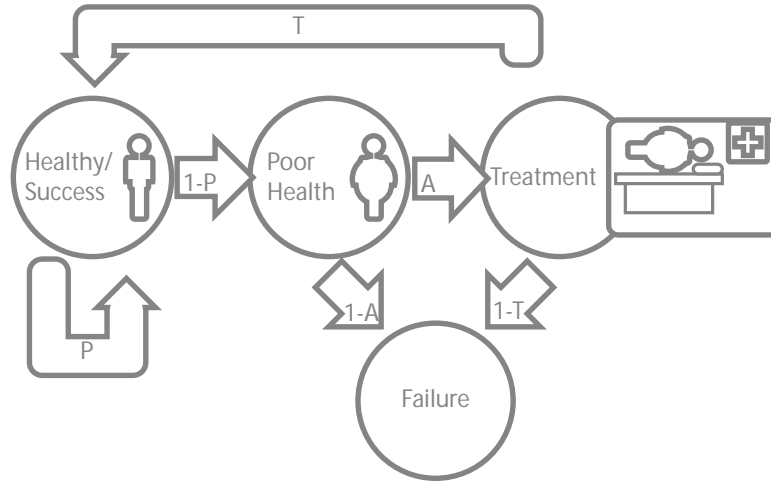 T
Healthy/
Success
1-P
Poor
Health
A
Treatment
P
1-A
1-T
Failure